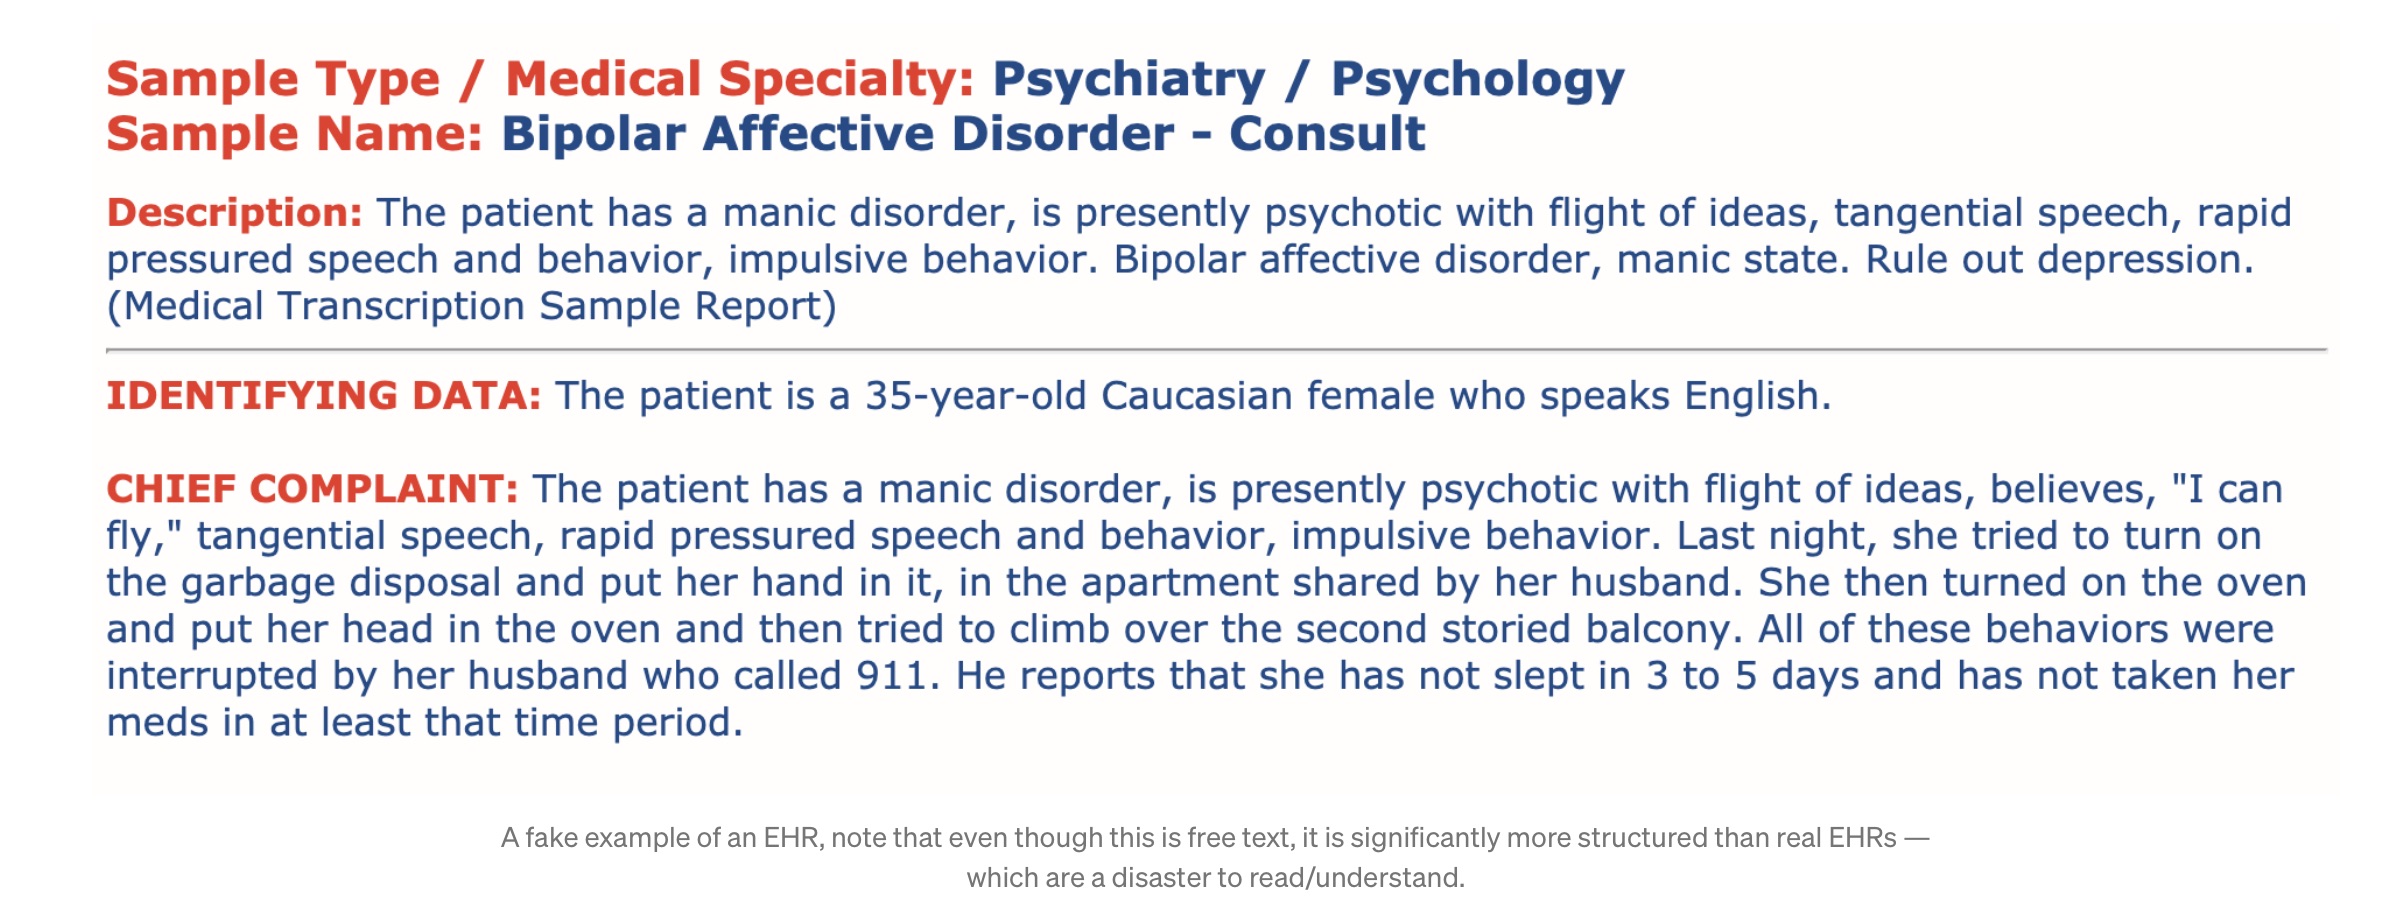 Sample Type / Medical Specialty: Psychiatry / Psychology
Sample Name: Bipolar Affective Disorder - Consult
Description: The patient has a manic disorder, is presently psychotic with flight of ideas, tangential speech, rapid
pressured speech and behavior, impulsive behavior. Bipolar affective disorder, manic state. Rule out depression.
(Medical Transcription Sample Report)
IDENTIFYING DATA: The patient is a 35-year-old Caucasian female who speaks English.
CHIEF COMPLAINT: The patient has a manic disorder, is presently psychotic with flight of ideas, believes, "I can
fly," tangential speech, rapid pressured speech and behavior, impulsive behavior. Last night, she tried to turn on
the garbage disposal and put her hand in it, in the apartment shared by her husband. She then turned on the oven
and put her head in the oven and then tried to climb over the second storied balcony. All of these behaviors were
interrupted by her husband who called 911. He reports that she has not slept in 3 to 5 days and has not taken her
meds in at least that time period.
A fake example of an EHR, note that even though this is free text, it is significantly more structured than real EHRs —
which are a disaster to read/understand.